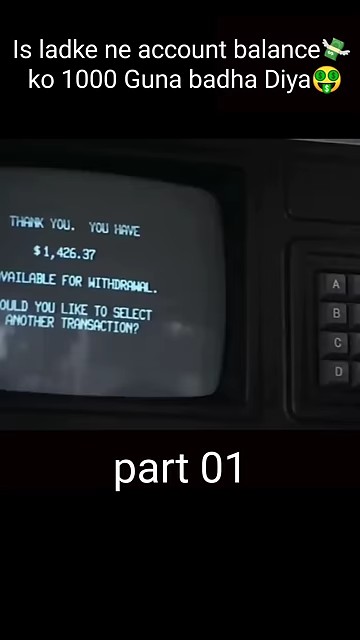 Is ladke ne account balance💸
ko 1000 Guna badha Diya🤑
THANK YOU. YOU HAVE
$1,426.37
AVAILABLE FOR WITHDRAWAL.
OULD YOU LIKE TO SELECT
ANOTHER TRANSACTION?
A
B
C
D
part 01